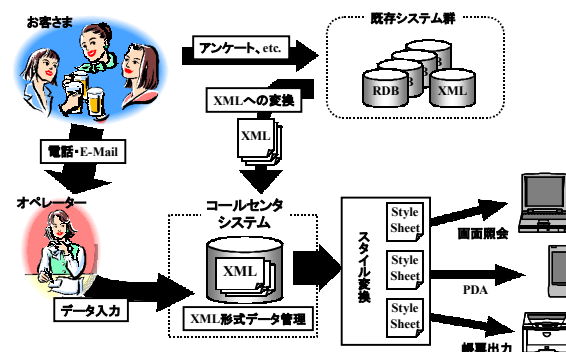 お客さま
アンケート、etc.
既存システム群
RDB
XML
XMLへの変換
XML
電話・E-Mail
オペレーター
コールセンタ
システム
XML
XML形式データ管理
データ入力
スタイル変換
Style
Sheet
Style
Sheet
Style
Sheet
画面照会
PDA
帳票出力